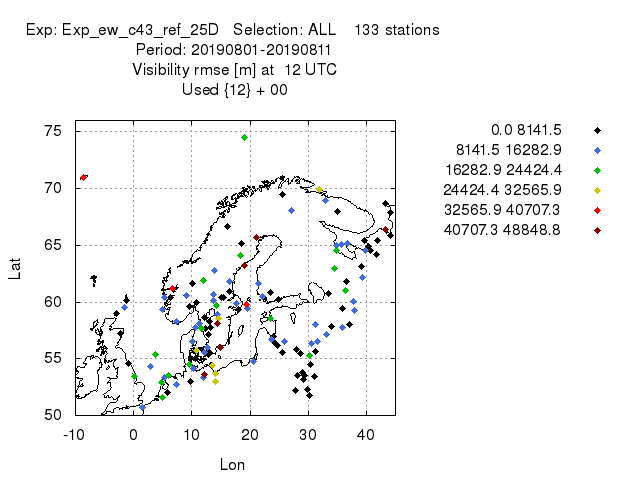 Exp: Exp_ew_c43_ref_25D Selection: ALL 133 stations
Period: 20190801-20190811
Visibility rmse [m] at 12 UTC
Used {12} + 00
0.0 8141.5
8141.5 16282.9
16282.9 24424.4
24424.4 32565.9
32565.9 40707.3
40707.3 48848.8
75
70
65
60
55
50
Lat
-10 0 10 20 30 40
Lon